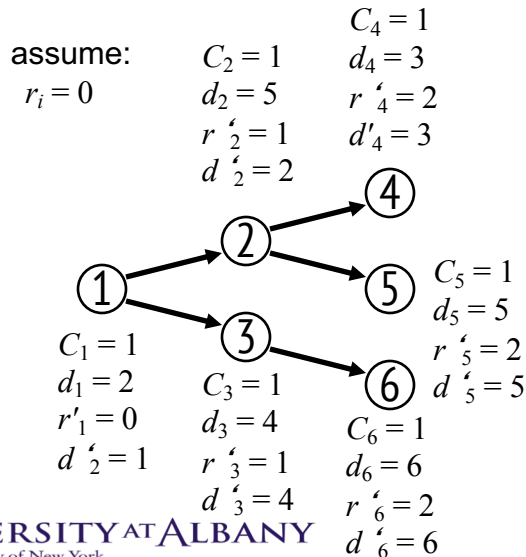 assume:
r_i = 0
C_2 = 1
d_2 = 5
r '_2 = 1
d '_2 = 2
C_4 = 1
d_4 = 3
r '_4 = 2
d'_4 = 3
4
2
1
5
C_5 = 1
d_5 = 5
r '_5 = 2
d '_5 = 5
3
6
C_1 = 1
d_1 = 2
r'_1 = 0
d '_2 = 1
C_3 = 1
d_3 = 4
r '_3 = 1
d '_3 = 4
C_6 = 1
d_6 = 6
r '_6 = 2
d '_6 = 6
ERSITY AT ALBANY